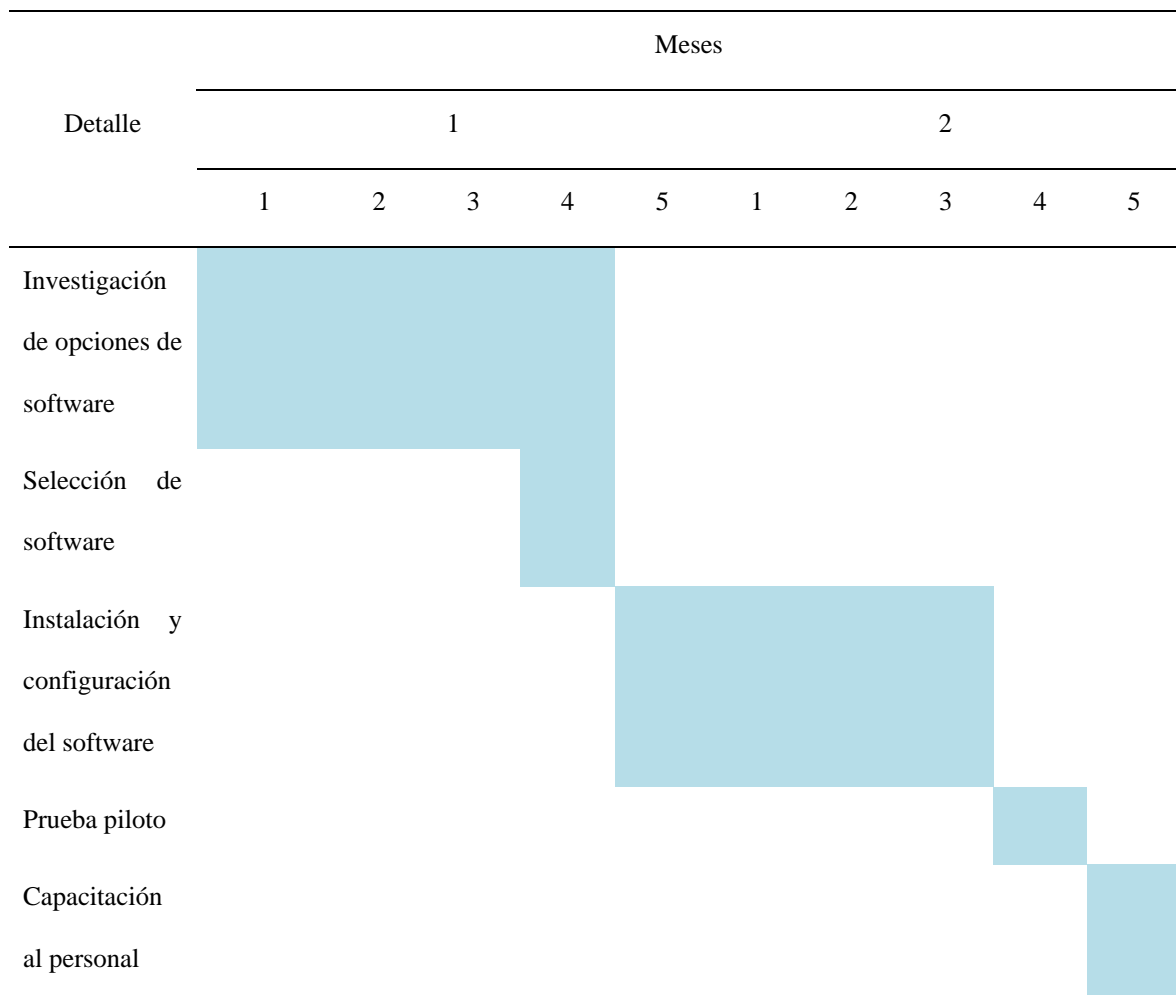 Meses
Detalle
1 2
1 2 3 4 5 1 2 3 4 5
Investigación
de opciones de
software
Selección de
software
Instalación y
configuración
del software
Prueba piloto
Capacitación
al personal